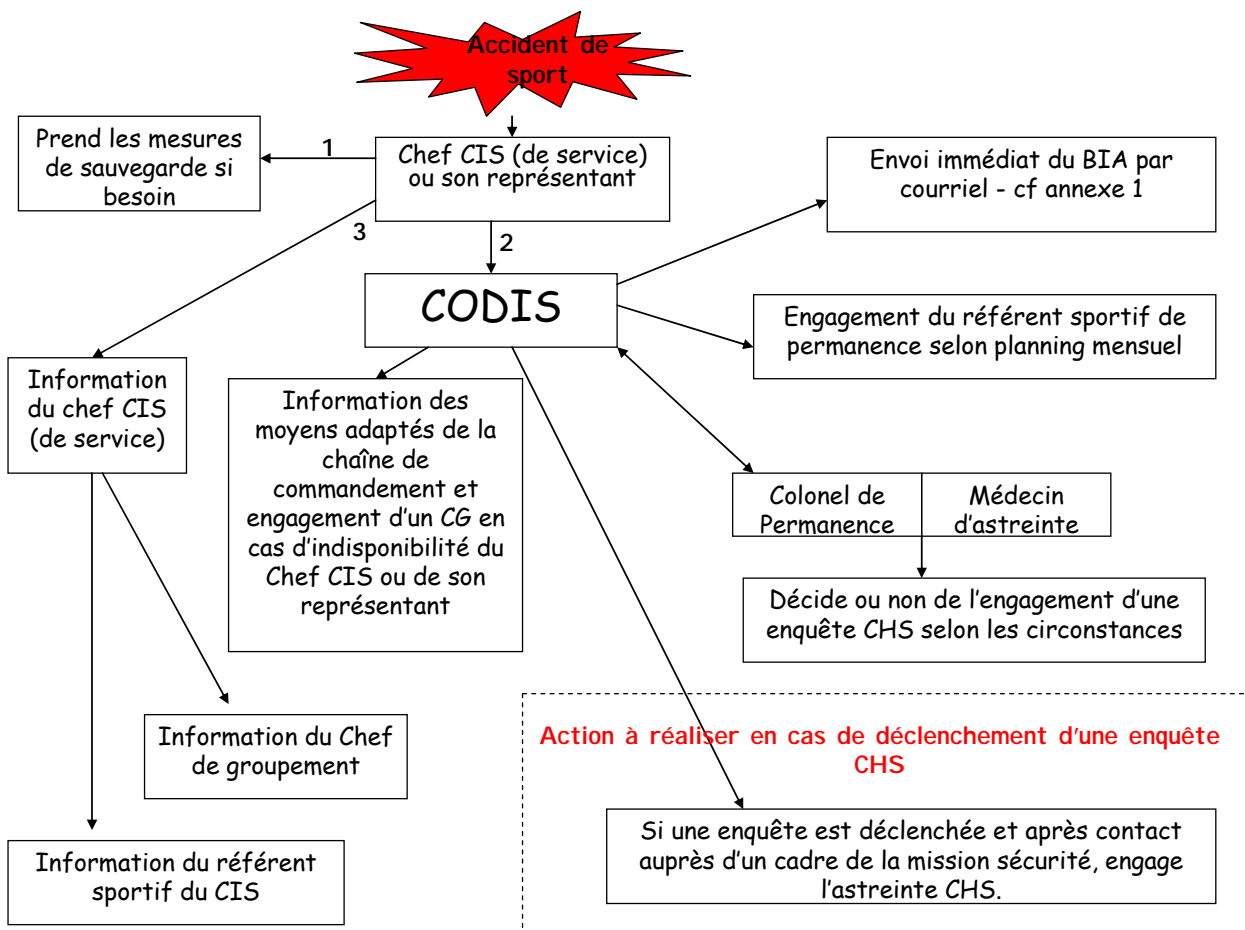 Accident de
sport
Prend les mesures
de sauvegarde si
besoin
1
Chef CIS (de service)
ou son représentant
Envoi immédiat du BIA par
courriel - cf annexe 1
3
2
CODIS
Engagement du référent sportif de
permanence selon planning mensuel
Information
du chef CIS
(de service)
Information des
moyens adaptés de la
chaîne de
commandement et
engagement d'un CG en
cas d'indisponibilité du
Chef CIS ou de son
représentant
Colonel de
Permanence
Médecin
d'astreinte
Décide ou non de l'engagement d'une
enquête CHS selon les circonstances
Information du Chef
de groupement
Action à réaliser en cas de déclenchement d'une enquête
CHS
Information du référent
sportif du CIS
Si une enquête est déclenchée et après contact
auprès d'un cadre de la mission sécurité, engage
l'astreinte CHS.